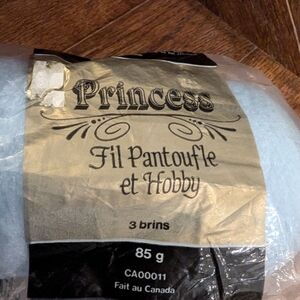 Princess
Fil Pantoufle
et Hobby
3 brins
85 g
CA00011
Fait au Canada